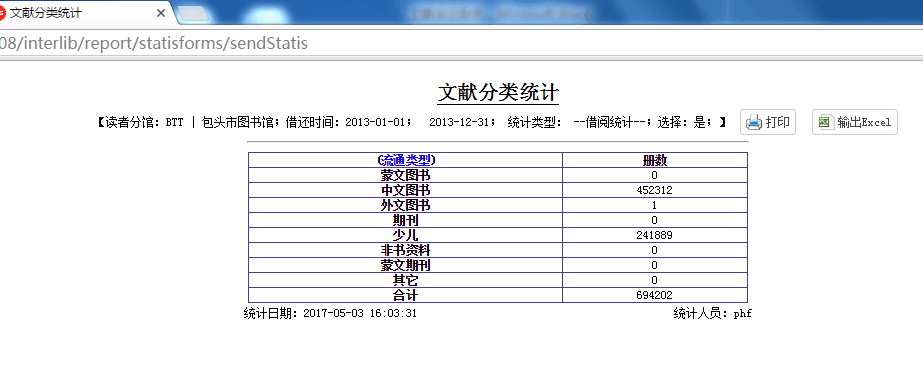 文献分类统计
08/interlib/report/statisforms/sendStatis
文献分类统计
【读者分馆: BTT | 包头市图书馆; 借还时间: 2013-01-01; 2013-12-31; 统计类型: --借阅统计--; 选择: 是; 】 打印 输出Excel
(流通类型) 册数
蒙文图书 0
中文图书 452312
外文图书 1
期刊 0
少儿 241889
非书资料 0
蒙文期刊 0
其它 0
合计 694202
统计日期: 2017-05-03 16:03:31 统计人员: phf